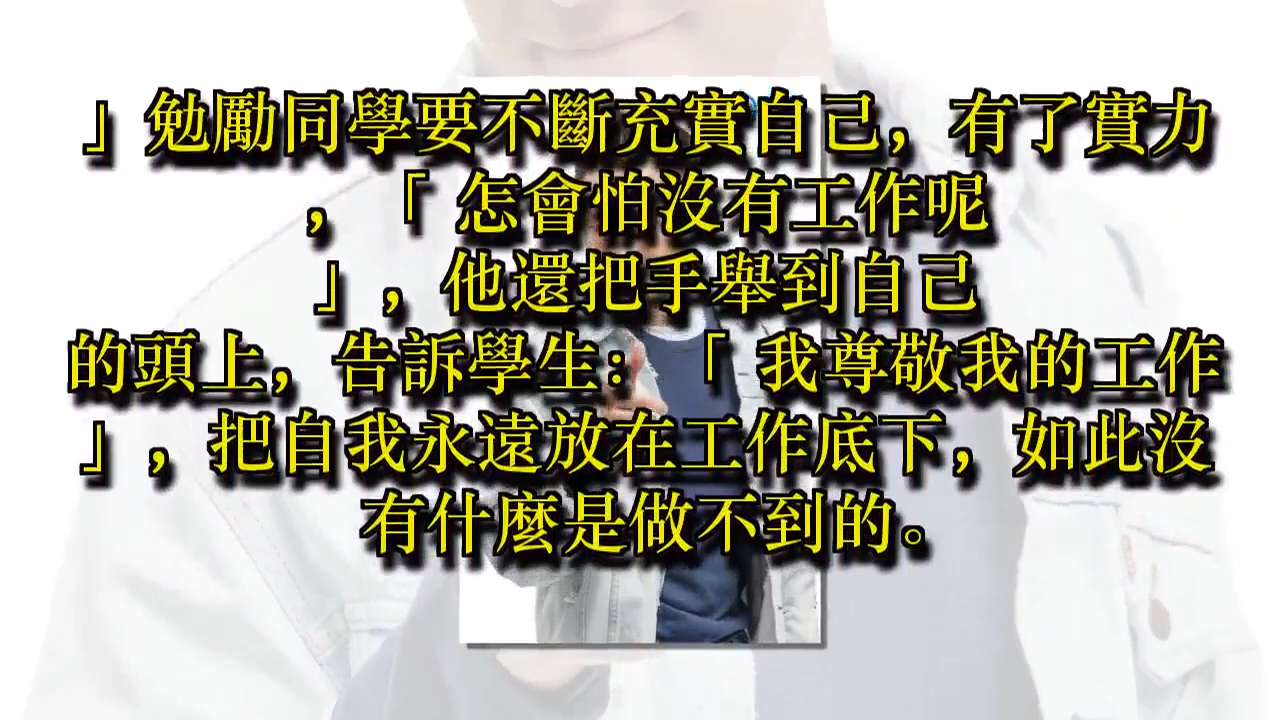 」勉勵同學要不斷充實自己，有了實力
，「怎會怕沒有工作呢
」，他還把手舉到自己
的頭上，告訴學生：「我尊敬我的工作
」，把自我永遠放在工作底下，如此沒
有什麼是做不到的。